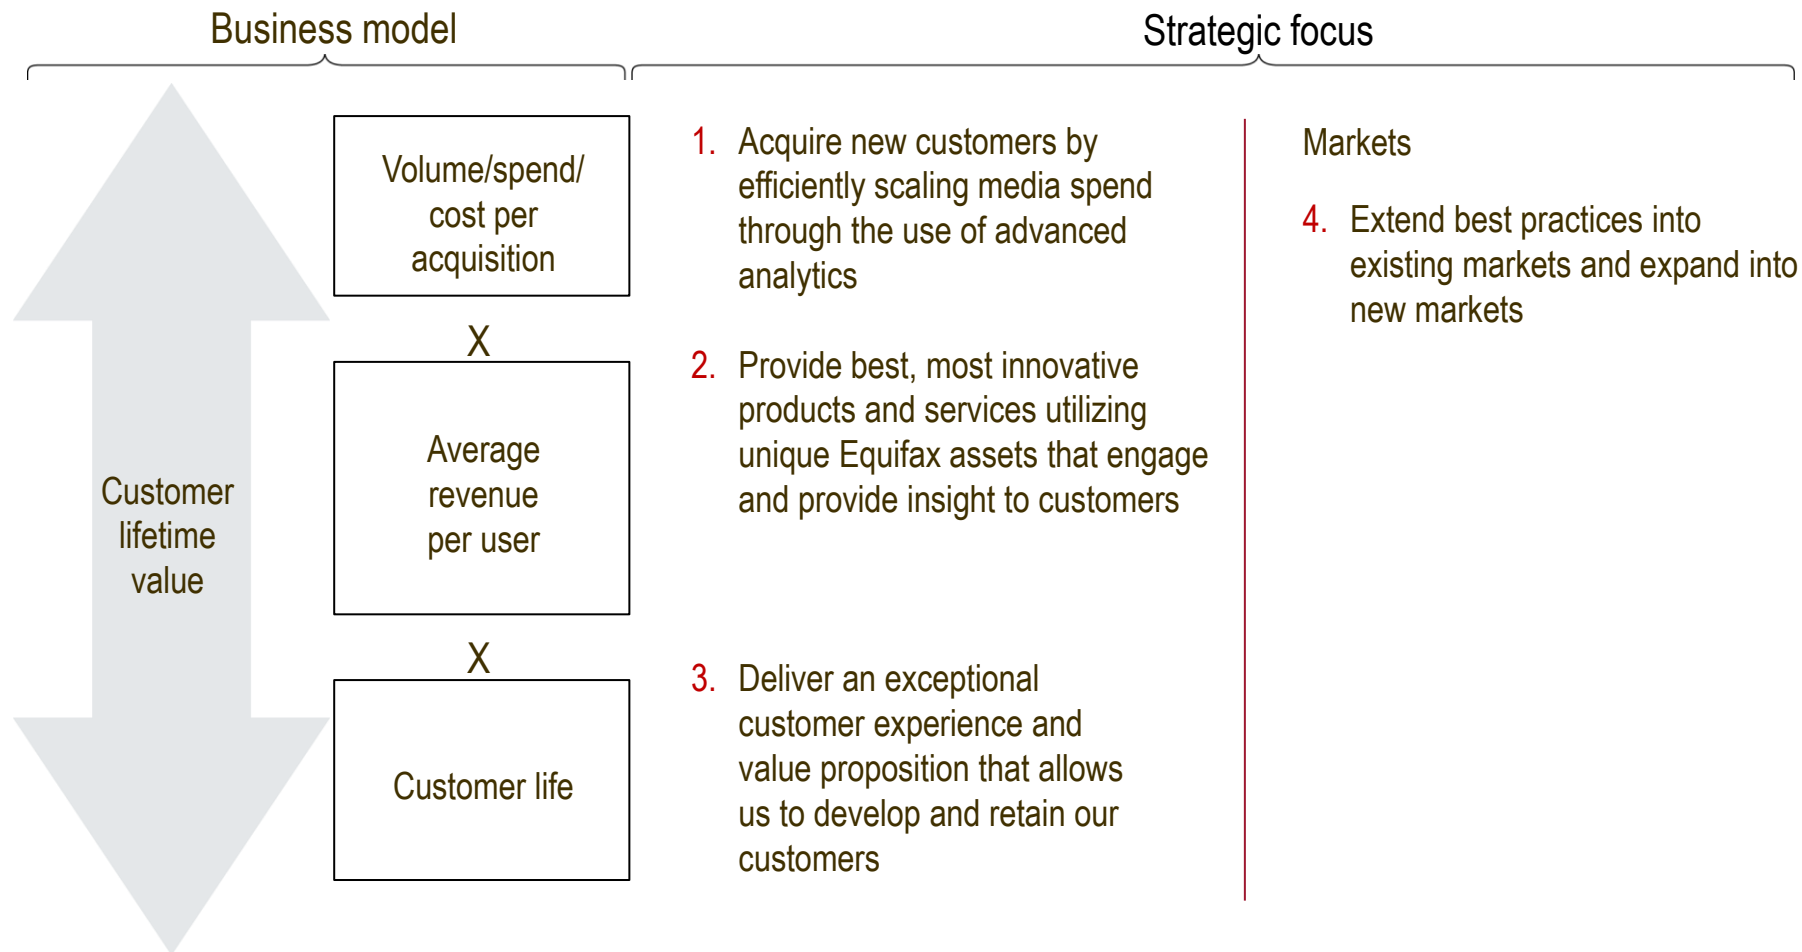 Business model
Strategic focus
Customer
lifetime
value
Volume/spend/
cost per
acquisition
X
Average
revenue
per user
X
Customer life
1. Acquire new customers by
efficiently scaling media spend
through the use of advanced
analytics
2. Provide best, most innovative
products and services utilizing
unique Equifax assets that engage
and provide insight to customers
3. Deliver an exceptional
customer experience and
value proposition that allows
us to develop and retain our
customers
Markets
4. Extend best practices into
existing markets and expand into
new markets